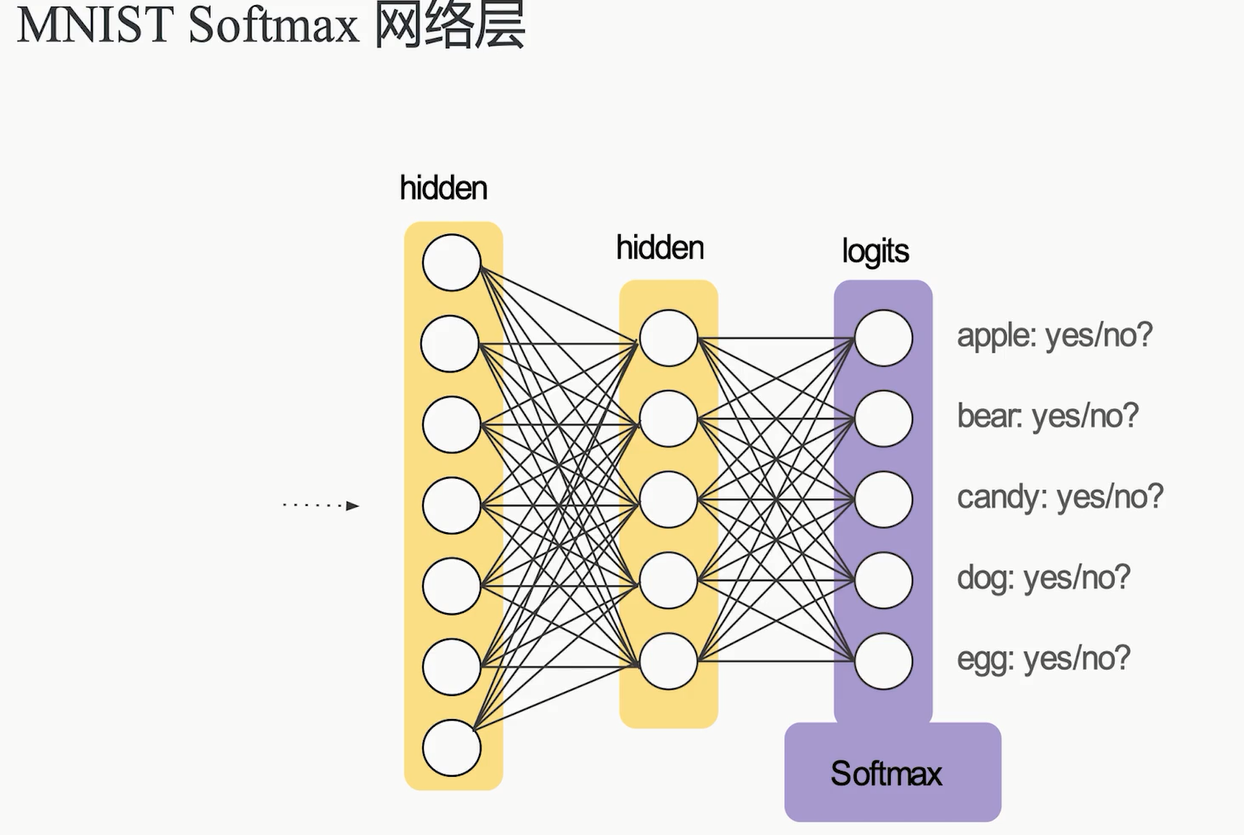 MNIST Softmax 网络层
hidden
hidden
logits
apple: yes/no?
bear: yes/no?
candy: yes/no?
dog: yes/no?
egg: yes/no?
Softmax